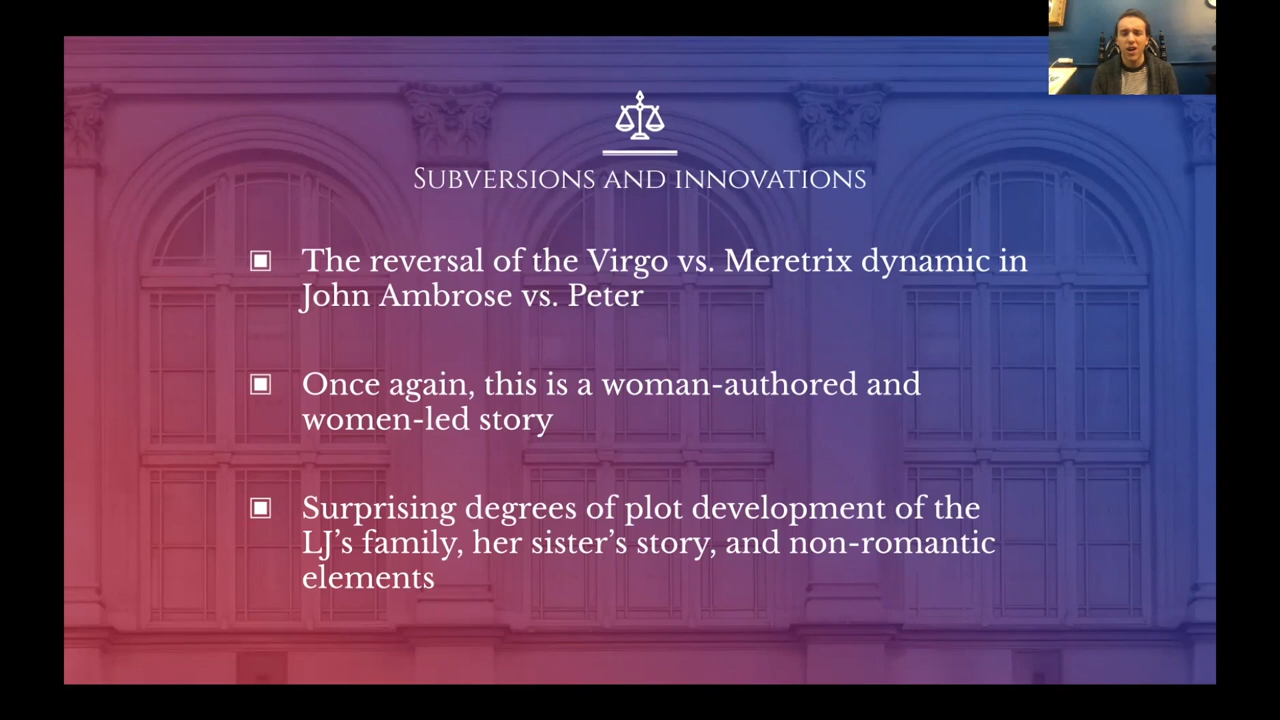 Subversions and innovations
The reversal of the Virgo vs. Meretrix dynamic in
John Ambrose vs. Peter
Once again, this is a woman-authored and
women-led story
Surprising degrees of plot development of the
LJ’s family, her sister’s story, and non-romantic
elements